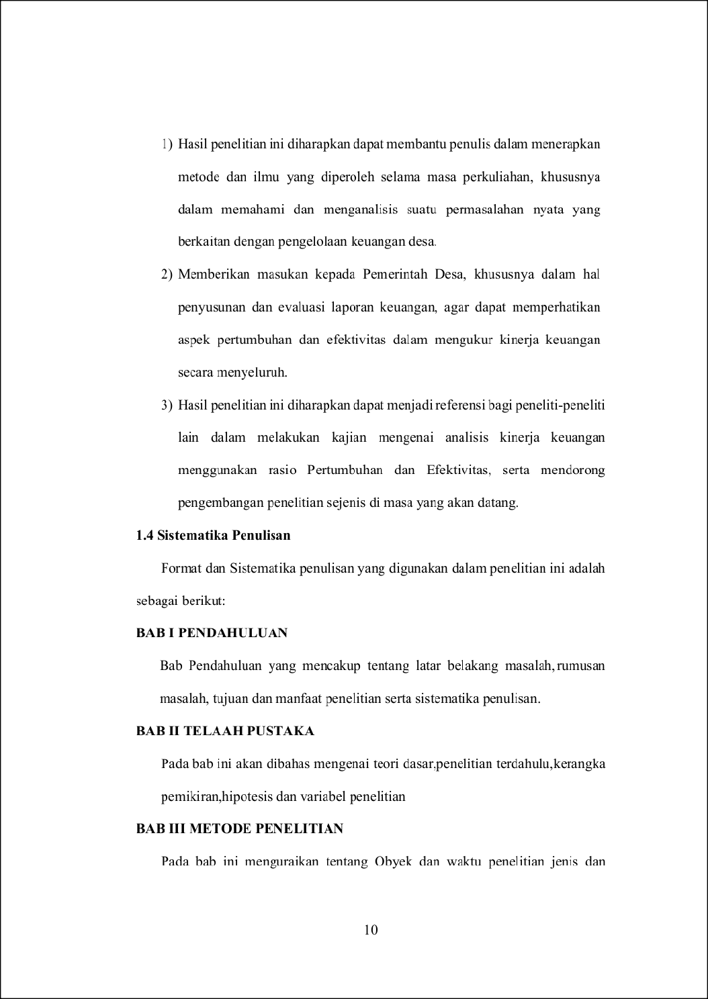 1) Hasil penelitian ini diharapkan dapat membantu penulis dalam menerapkan
metode dan ilmu yang diperoleh selama masa perkuliahan, khususnya
dalam memahami dan menganalisis suatu permasalahan nyata yang
berkaitan dengan pengelolaan keuangan desa.
2) Memberikan masukan kepada Pemerintah Desa, khususnya dalam hal
penyusunan dan evaluasi laporan keuangan, agar dapat memperhatikan
aspek pertumbuhan dan efektivitas dalam mengukur kinerja keuangan
secara menyeluruh.
3) Hasil penelitian ini diharapkan dapat menjadi referensi bagi peneliti-peneliti
lain dalam melakukan kajian mengenai analisis kinerja keuangan
menggunakan rasio Pertumbuhan dan Efektivitas, serta mendorong
pengembangan penelitian sejenis di masa yang akan datang.
1.4 Sistematika Penulisan
Format dan Sistematika penulisan yang digunakan dalam penelitian ini adalah
sebagai berikut:
BAB I PENDAHULUAN
Bab Pendahuluan yang mencakup tentang latar belakang masalah, rumusan
masalah, tujuan dan manfaat penelitian serta sistematika penulisan.
BAB II TELAAH PUSTAKA
Pada bab ini akan dibahas mengenai teori dasar,penelitian terdahulu,kerangka
pemikiran,hipotesis dan variabel penelitian
BAB III METODE PENELITIAN
Pada bab ini menguraikan tentang Obyek dan waktu penelitian jenis dan
10